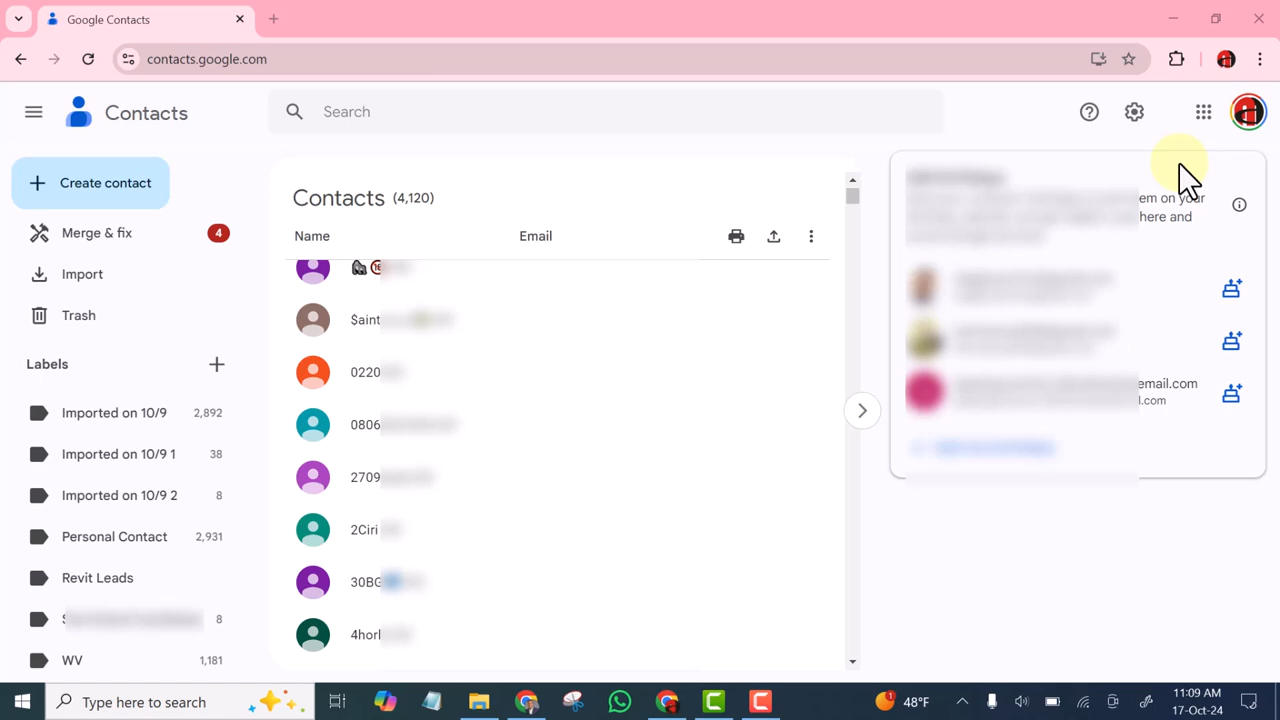 Google Contacts
contacts.google.com
Contacts
Search
Create contact
Merge & fix 4
Import
Trash
Labels
Imported on 10/9 2,892
Imported on 10/9 1 38
Imported on 10/9 2 8
Personal Contact 2,931
Revit Leads
8
WV 1,181
Contacts (4,120)
Name Email
$aint
0220
0806
2709
2Ciri
30BG
4horl
em on your
here and
email.com
l.com
Type here to search
1
48°F
11:09 AM
17-Oct-24